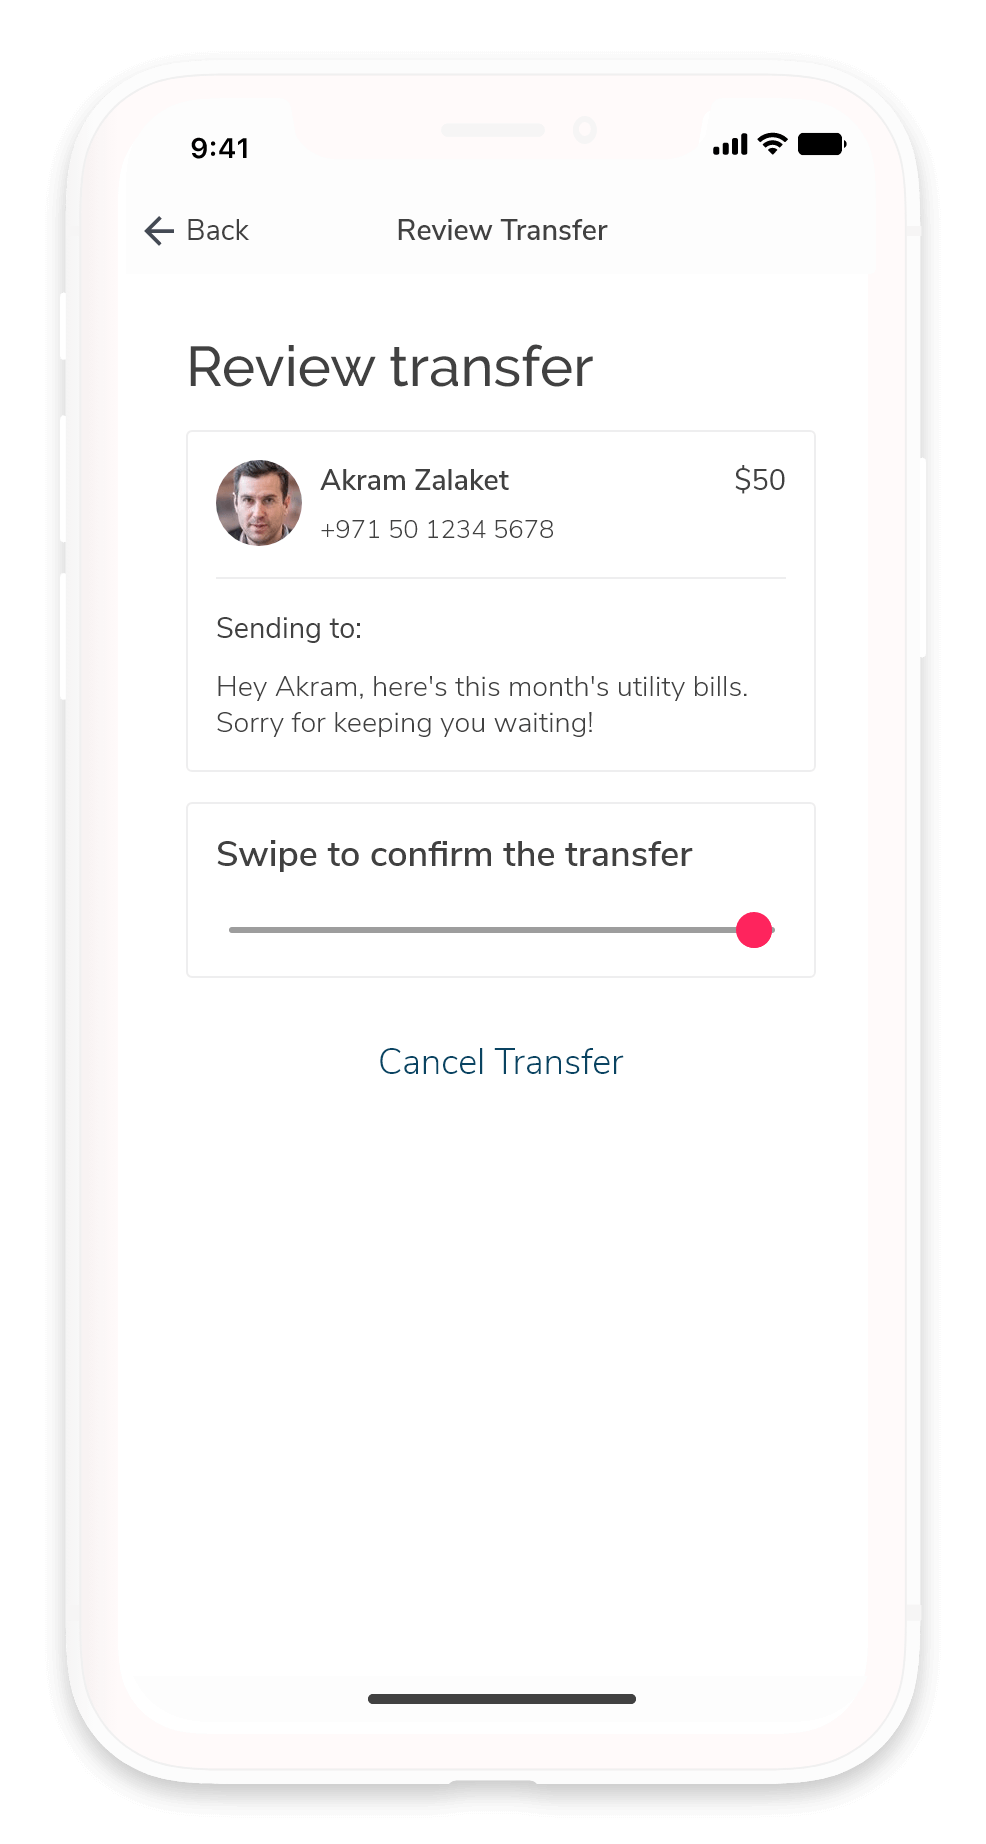 9:41
Back
Review Transfer
Review transfer
Akram Zalaket
$50
+971 50 1234 5678
Sending to:
Hey Akram, here's this month's utility bills.
Sorry for keeping you waiting!
Swipe to confirm the transfer
Cancel Transfer